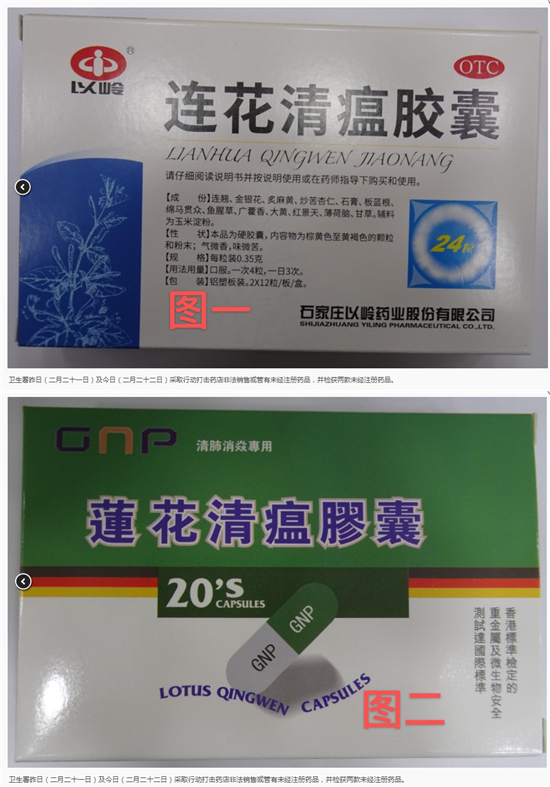 以岭®
OTC
连花清瘟胶囊
LIANHUA QINGWEN JIAONANG
请仔细阅读说明书并按说明使用或在药师指导下购买和使用。
【成 份】连翘、金银花、炙麻黄、炒苦杏仁、石膏、板蓝根、
绵马贯众、鱼腥草、广藿香、大黄、红景天、薄荷脑、甘草。辅料
为玉米淀粉。
【性 状】本品为硬胶囊,内容物为棕黄色至黄褐色的颗粒
和粉末;气微香,味微苦。
【规 格】每粒装0.35克
【用法用量】口服。一次4粒,一日3次。
【包 装】铝塑板装。2X12粒/板/盒。
24粒
图一
石家庄以岭药业股份有限公司
SHIJIAZHUANG YILING PHARMACEUTICAL CO.,LTD.
卫生署昨日(二月二十一日)及今日(二月二十二日)采取行动打击药店非法销售或管有未经注册药品,并检获两款未经注册药品。
GNP
清肺消焱專用
蓮花清瘟膠囊
20'S
CAPSULES
GNP
GNP
LOTUS QINGWEN CAPSULES
香港標準檢定的
重金屬及微生物安全
測試達國際標準
图二
卫生署昨日(二月二十一日)及今日(二月二十二日)采取行动打击药店非法销售或管有未经注册药品,并检获两款未经注册药品。